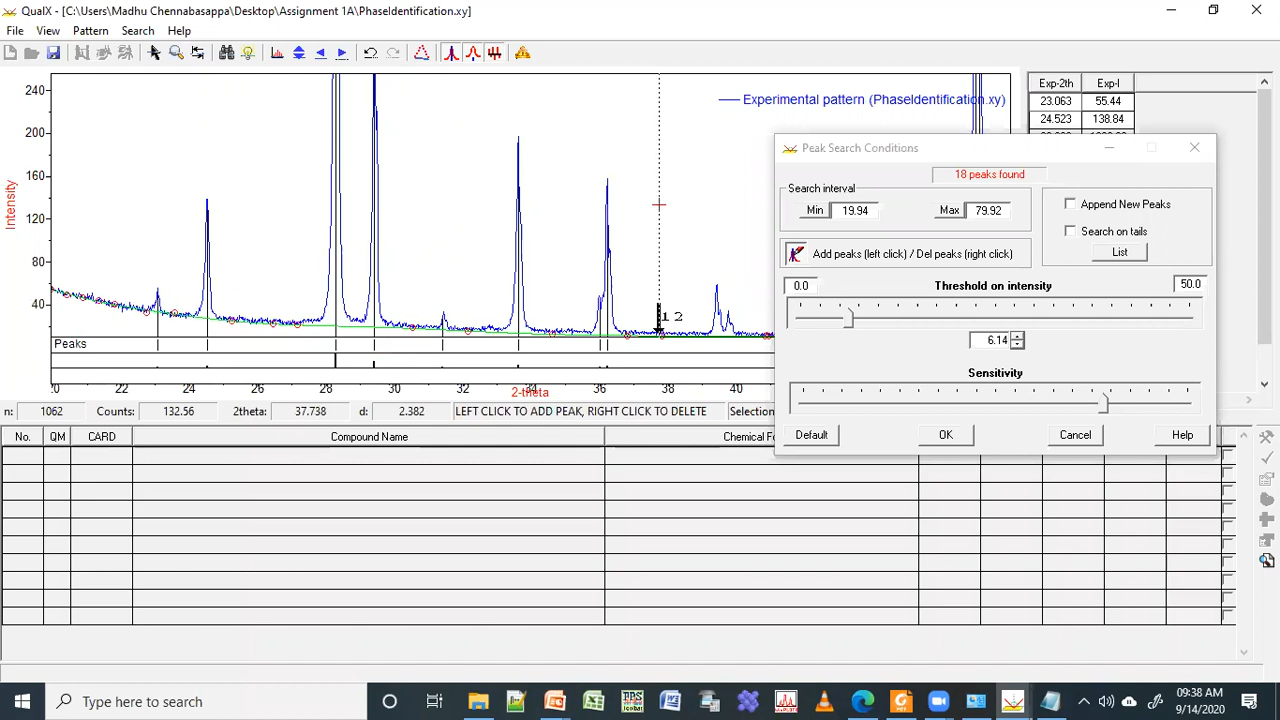 QualX - [C:\Users\Madhu Chennabasappa\Desktop\Assignment 1A\PhaseIdentification.xy]
File View Pattern Search Help
Experimental pattern (PhaseIdentification.xy)
Intensity
240
200
160
120
80
40
1 2
Peaks
22 24 26 28 30 32 34 36 38 40
2-theta
Exp-2th Exp-I
23.063 55.44
24.523 138.84
Peak Search Conditions
18 peaks found
Search interval
Min 19.94 Max 79.92
Append New Peaks
Search on tails
List
Add peaks (left click) / Del peaks (right click)
0.0 Threshold on intensity 50.0
6.14
Sensitivity
Default OK Cancel Help
n: 1062 Counts: 132.56 2theta: 37.738 d: 2.382 LEFT CLICK TO ADD PEAK, RIGHT CLICK TO DELETE Selection
No. QM CARD Compound Name Chemical Fo
Type here to search
09:38 AM
9/14/2020